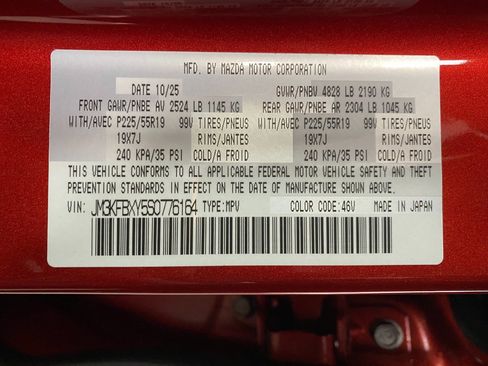 MFD. BY MAZDA MOTOR CORPORATION
DATE 10/25 GVWR/PNBV 4828 LB 2190 KG
FRONT GAWR/PNBE AV 2524 LB 1145 KG REAR GAWR/PNBE AR 2304 LB 1045 KG
WITH/AVEC P225/55R19 99V TIRES/PNEUS WITH/AVEC P225/55R19 99V TIRES/PNEUS
19X7J RIMS/JANTES 19X7J RIMS/JANTES
240 KPA/35 PSI COLD/A FROID 240 KPA/35 PSI COLD/A FROID
THIS VEHICLE CONFORMS TO ALL APPLICABLE FEDERAL MOTOR VEHICLE SAFETY AND THEFT
PREVENTION STANDARDS IN EFFECT ON THE DATE OF MANUFACTURE SHOWN ABOVE.
VIN: JM3KFBXY5S0776164 TYPE: MPV COLOR CODE: 46V MADE IN JAPAN